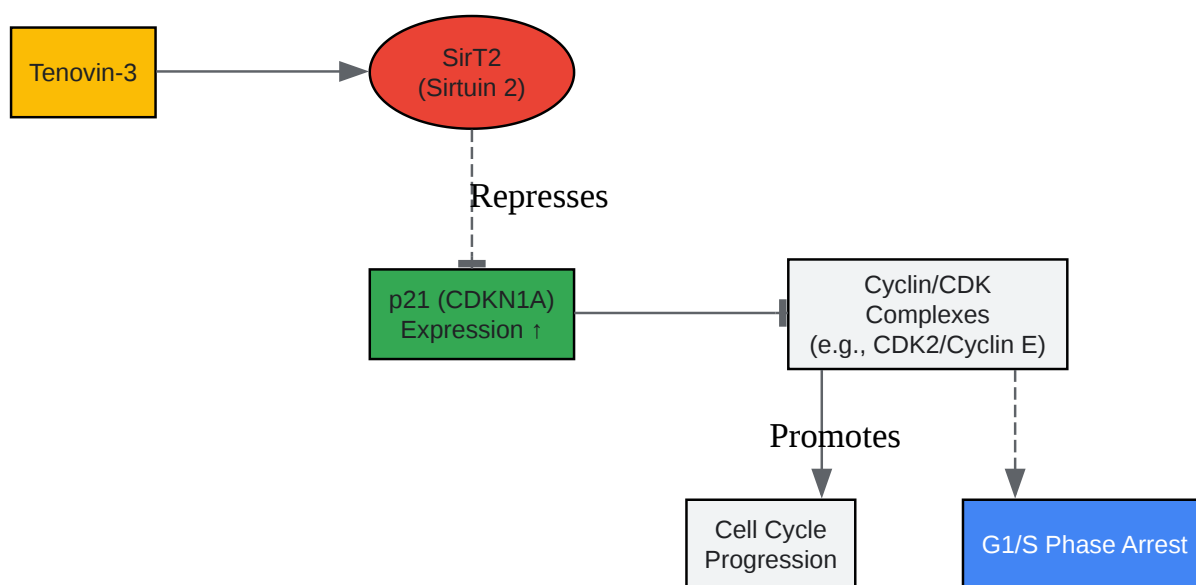 Tenovin-3
SirT2
(Sirtuin 2)
Represses
p21 (CDKN1A)
Expression ↑
Cyclin/CDK
Complexes
(e.g., CDK2/Cyclin E)
Promotes
Cell Cycle
Progression
G1/S Phase Arrest